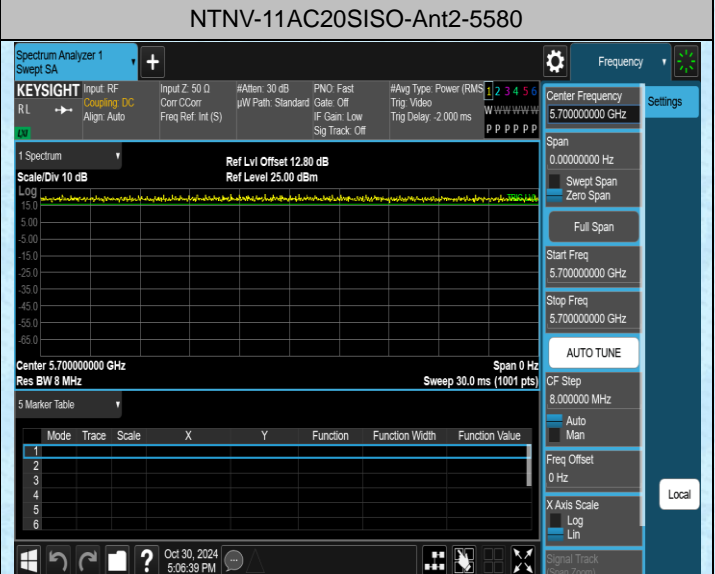 NTNV-11AC20SISO-Ant2-5580
Spectrum Analyzer 1
Swept SA
Frequency
KEYSIGHT
RL
LXI
Input: RF
Coupling: DC
Align: Auto
Input Z: 50 Ω
Corr CCorr
Freq Ref: Int (S)
#Atten: 30 dB
µW Path: Standard
PNO: Fast
Gate: Off
IF Gain: Low
Sig Track: Off
#Avg Type: Power (RMS
Trig: Video
Trig Delay: -2.000 ms
1 2 3 4 5 6
W W W W W W
P P P P P P
1 Spectrum
Scale/Div 10 dB
Ref Lvl Offset 12.80 dB
Ref Level 25.00 dBm
Log
15.0
5.00
-5.00
-15.0
-25.0
-35.0
-45.0
-55.0
-65.0
TRIG LVL
Center 5.700000000 GHz
Res BW 8 MHz
Span 0 Hz
Sweep 30.0 ms (1001 pts)
5 Marker Table
Mode Trace Scale X Y Function Function Width Function Value
1
2
3
4
5
6
Oct 30, 2024
5:06:39 PM
Center Frequency
5.700000000 GHz
Span
0.00000000 Hz
Swept Span
Zero Span
Full Span
Start Freq
5.700000000 GHz
Stop Freq
5.700000000 GHz
AUTO TUNE
CF Step
8.000000 MHz
Auto
Man
Freq Offset
0 Hz
X Axis Scale
Log
Lin
Signal Track
(Span Zoom)
Settings
Local